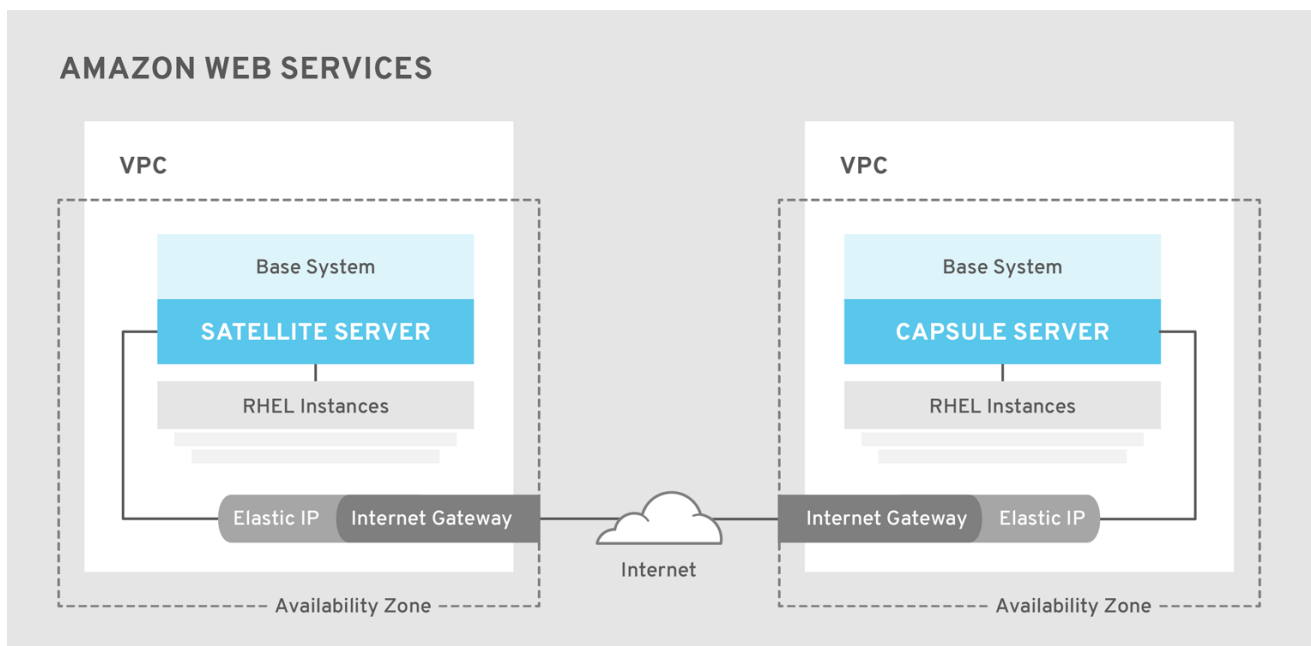 AMAZON WEB SERVICES
VPC
Base System
SATELLITE SERVER
RHEL Instances
Elastic IP
Internet Gateway
Availability Zone
Internet
VPC
Base System
CAPSULE SERVER
RHEL Instances
Internet Gateway
Elastic IP
Availability Zone